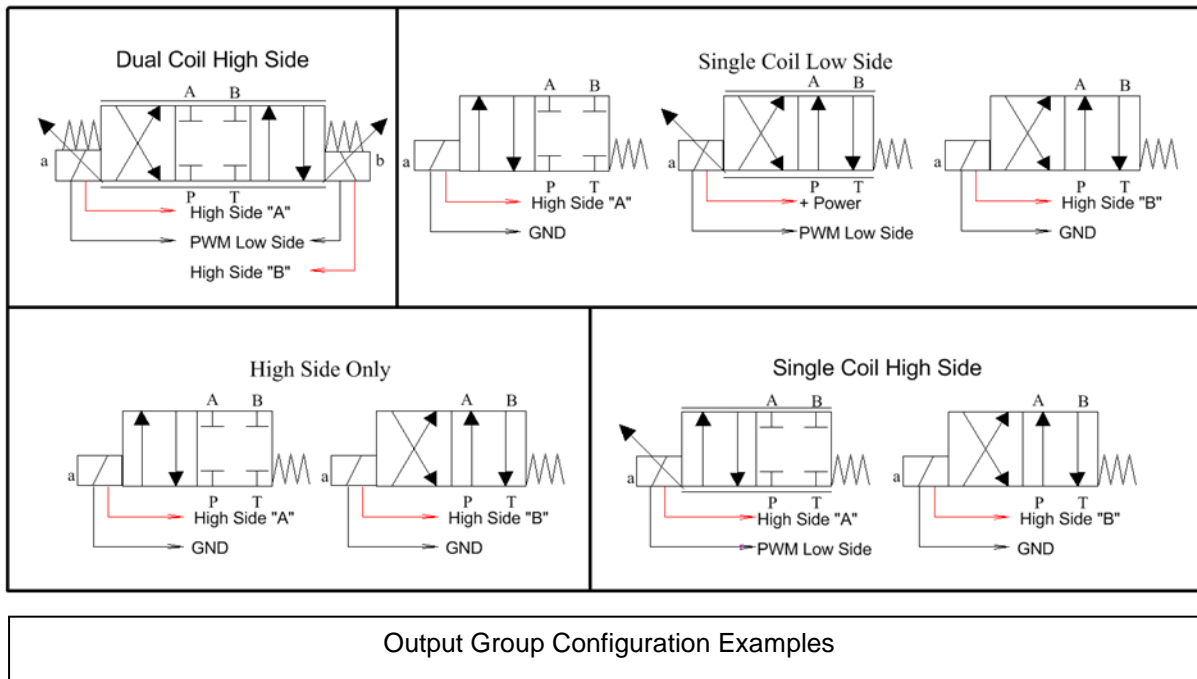 Dual Coil High Side
A B
a b
P T
High Side "A"
PWM Low Side
High Side "B"
Single Coil Low Side
A B
a
P T
High Side "A"
GND
A B
a
P T
+ Power
PWM Low Side
A B
a
P T
High Side "B"
GND
High Side Only
A B
a
P T
High Side "A"
GND
A B
a
P T
High Side "B"
GND
Single Coil High Side
A B
a
P T
High Side "A"
PWM Low Side
A B
a
P T
High Side "B"
GND
Output Group Configuration Examples